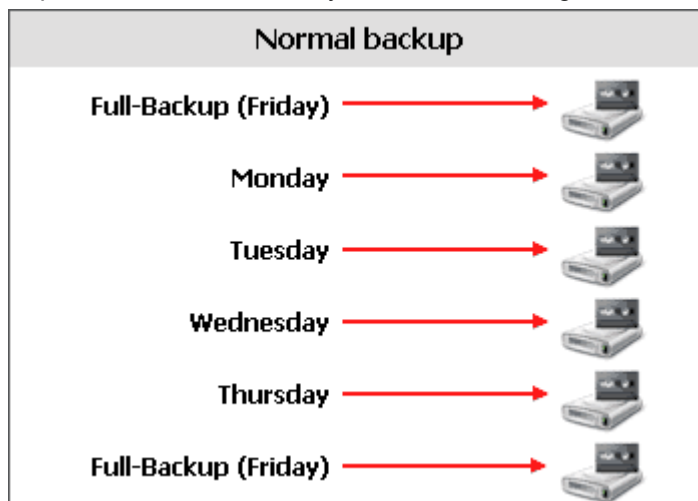 Normal backup
Full-Backup (Friday)
Monday
Tuesday
Wednesday
Thursday
Full-Backup (Friday)